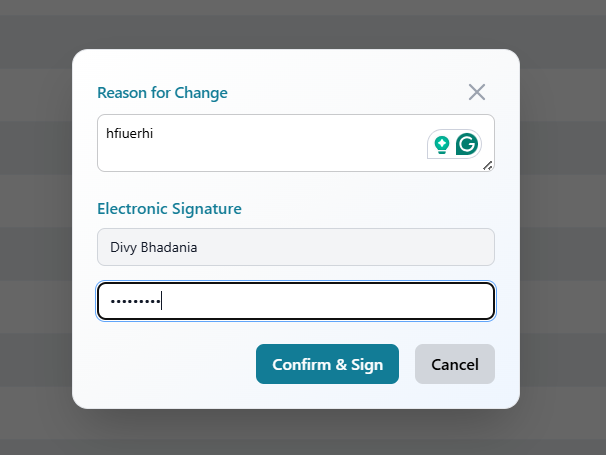 Reason for Change
hfiuerhi
Electronic Signature
Divy Bhadania
•••••••••
Confirm & Sign
Cancel